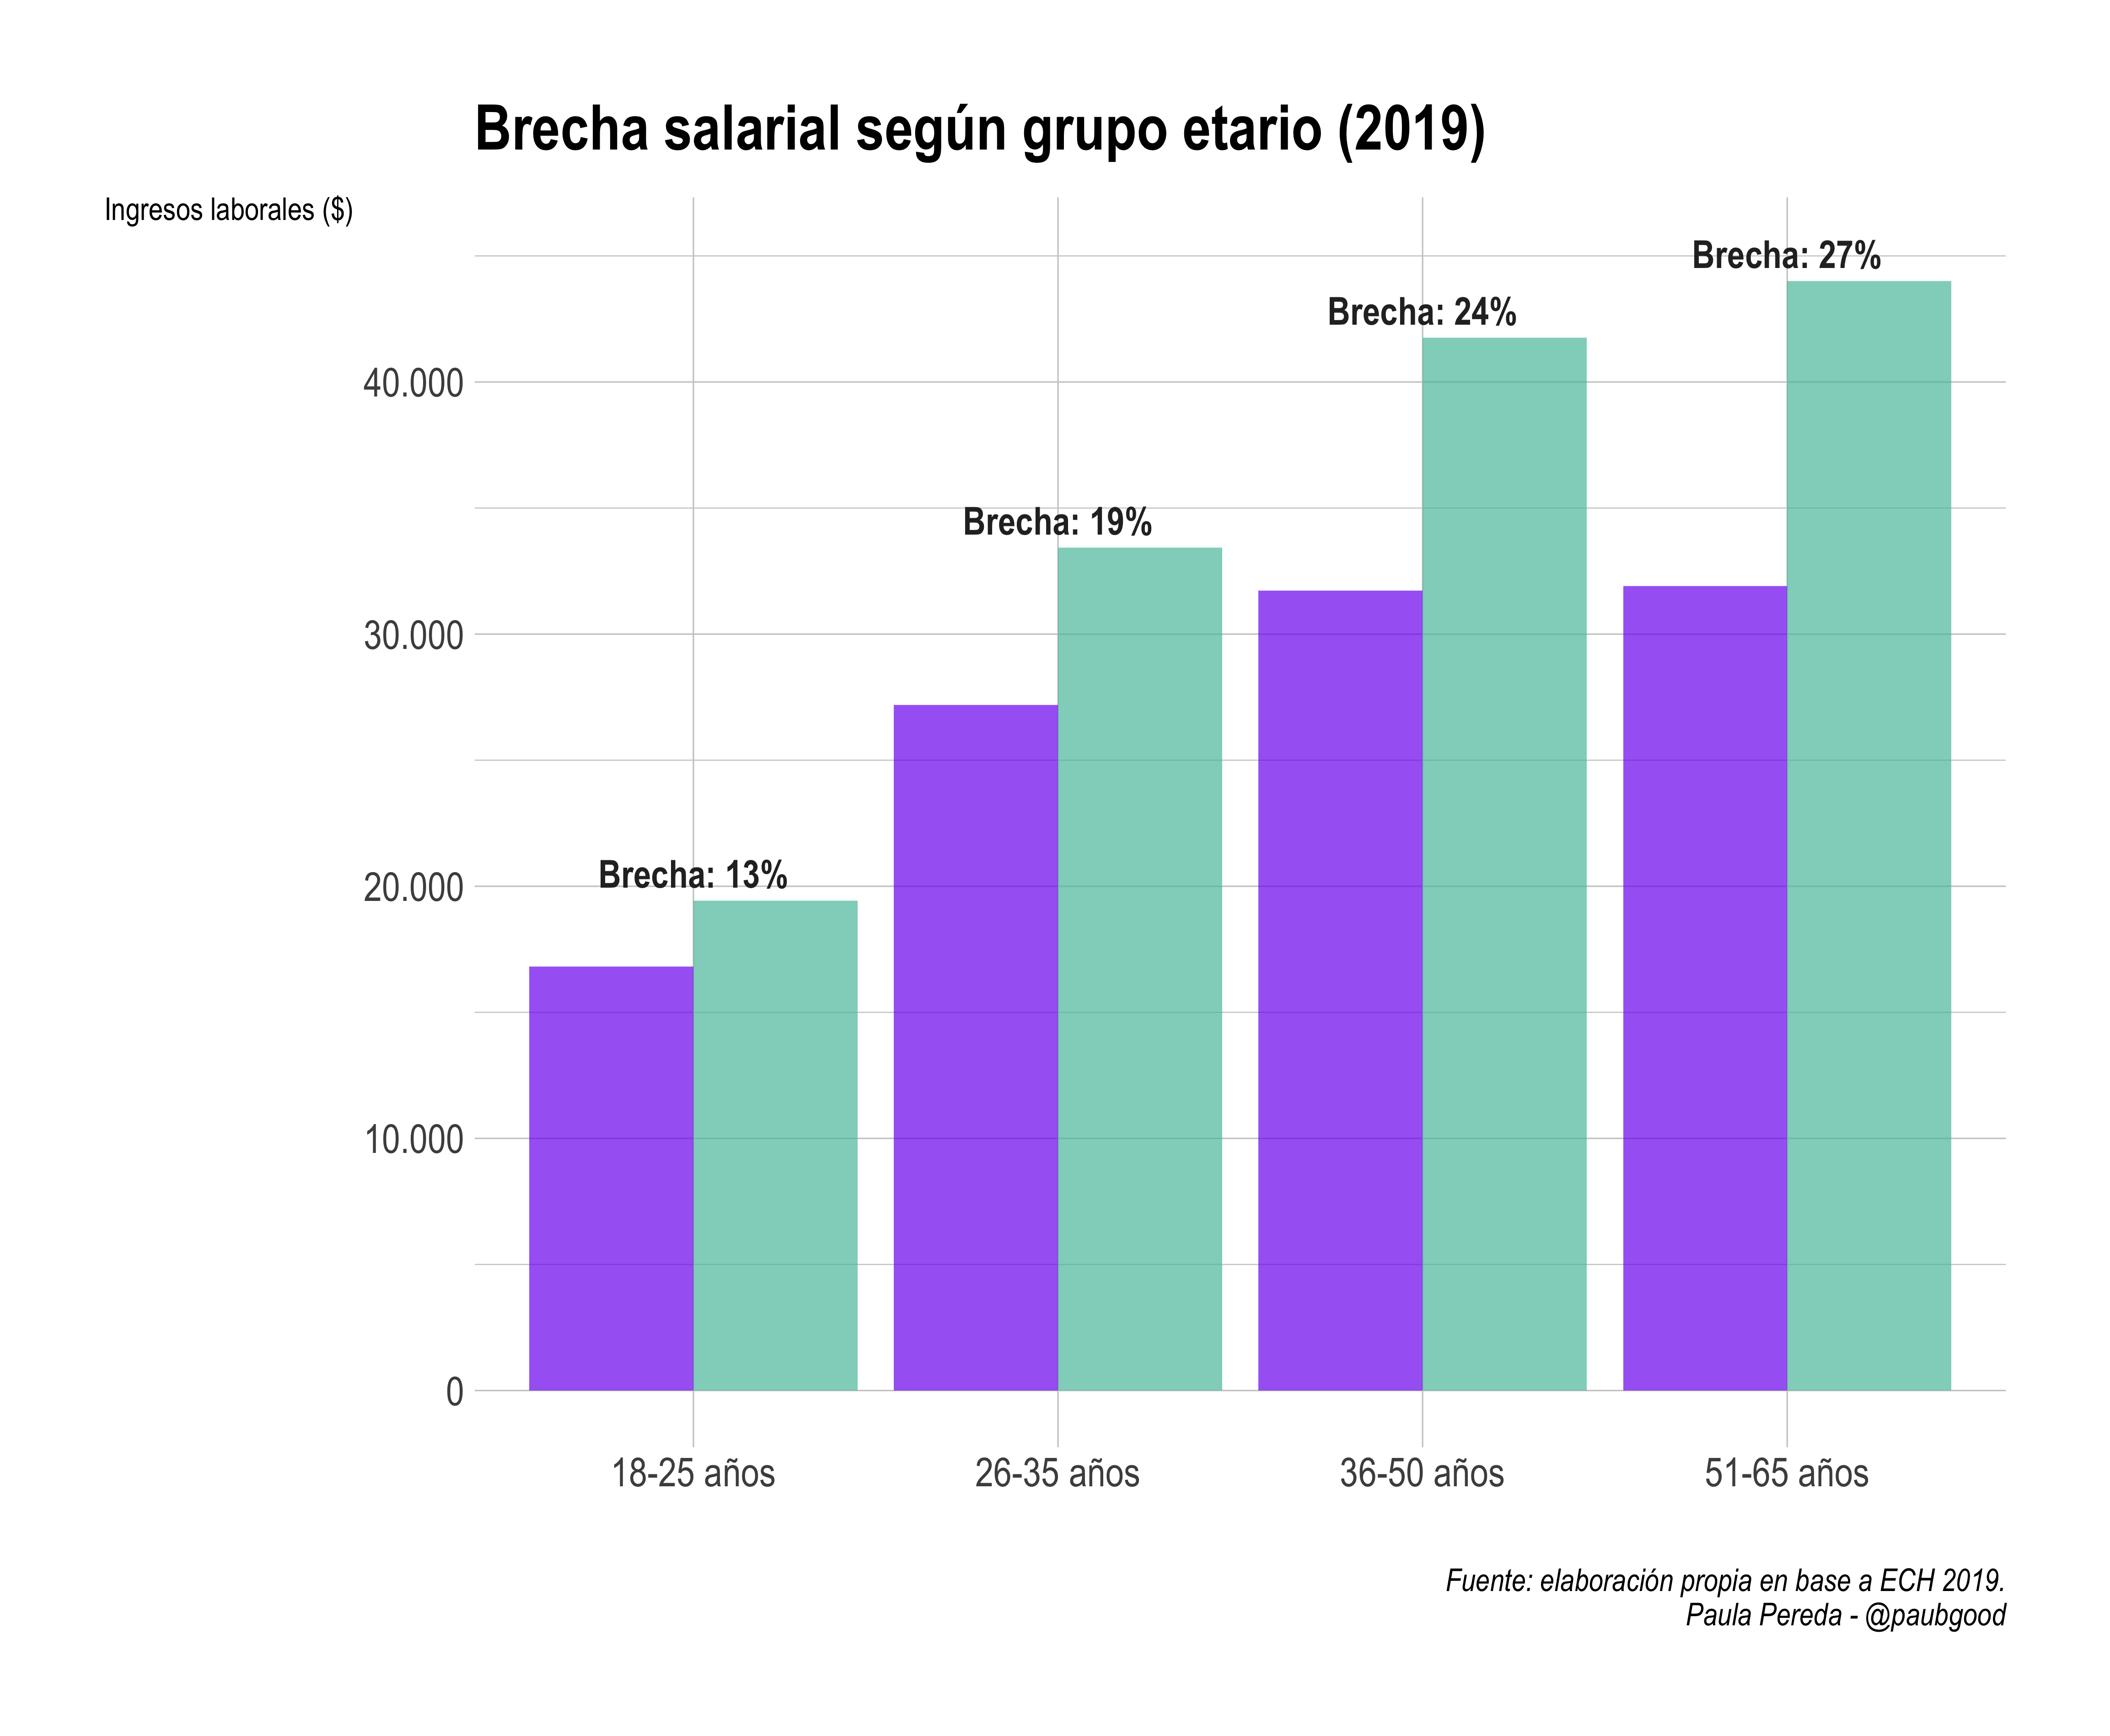 Brecha salarial según grupo etario (2019)
Ingresos laborales ($)
Brecha: 27%
Brecha: 24%
40.000
Brecha: 19%
30.000
Brecha: 13%
20.000
10.000
0
18-25 años
26-35 años
36-50 años
51-65 años
Fuente: elaboración propia en base a ECH 2019.
Paula Pereda - @paubgood